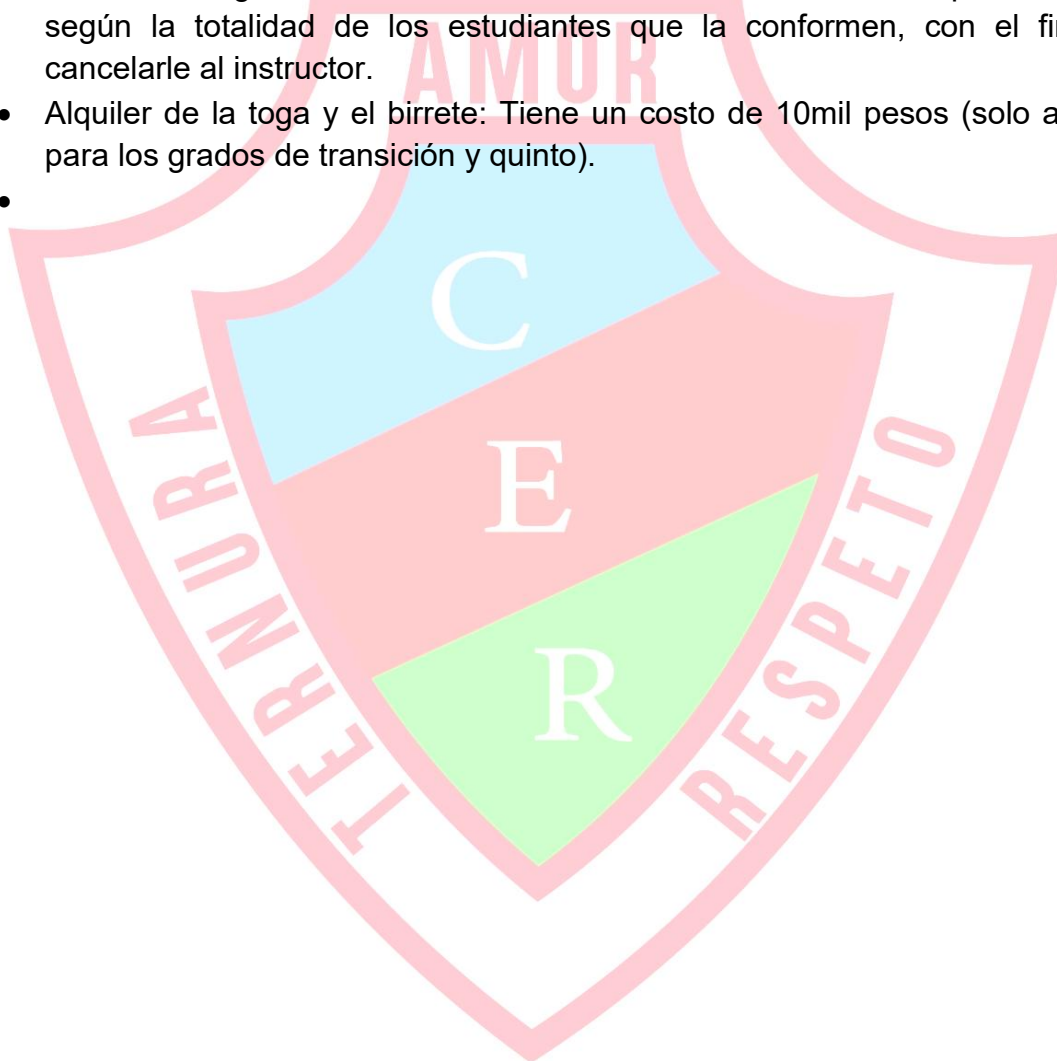 según la totalidad de los estudiantes que la conformen, con el
cancelarle al instructor.
• Alquiler de la toga y el birrete: Tiene un costo de 10mil pesos (solo
para los grados de transición y quinto).
•
AMOR
TERNURA
RESPETO
C
E
R